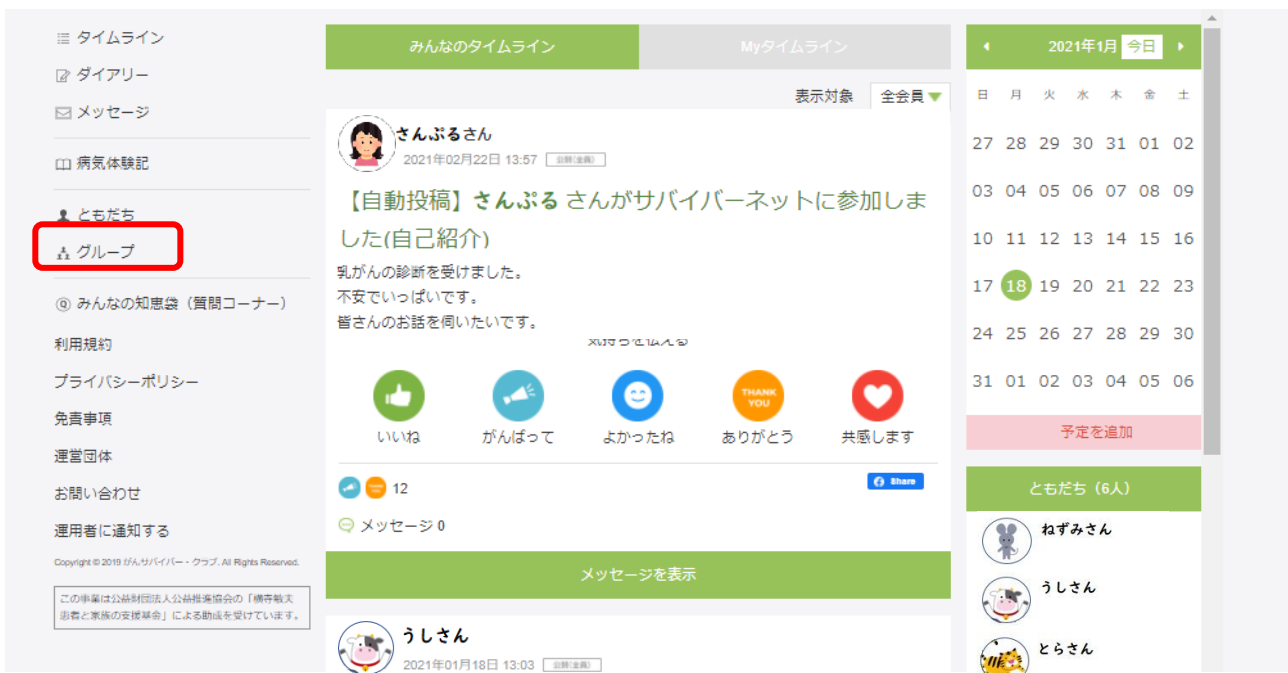 タイムライン
ダイアリー
メッセージ
病気体験記
ともだち
グループ
みんなの知恵袋（質問コーナー）
利用規約
プライバシーポリシー
免責事項
運営団体
お問い合わせ
運用者に通知する
Copyright © 2019 がんサバイバー・クラブ. All Rights Reserved.
この事業は公益財団法人公益推進協会の「横寺敏夫
患者と家族の支援基金」による助成を受けています。
みんなのタイムライン
Myタイムライン
表示対象 全会員
さんぷるさん
2021年02月22日 13:57 公開(全員)
【自動投稿】さんぷる さんがサバイバーネットに参加しま
した(自己紹介)
乳がんの診断を受けました。
不安でいっぱいです。
皆さんのお話を伺いたいです。
気持ちを伝える
THANK YOU
いいね がんばって よかったね ありがとう 共感します
12 Share
メッセージ 0
メッセージを表示
うしさん
2021年01月18日 13:03 公開(全員)
2021年1月 今日
日 月 火 水 木 金 土
27 28 29 30 31 01 02
03 04 05 06 07 08 09
10 11 12 13 14 15 16
17 18 19 20 21 22 23
24 25 26 27 28 29 30
31 01 02 03 04 05 06
予定を追加
ともだち（6人）
ねずみさん
うしさん
とらさん